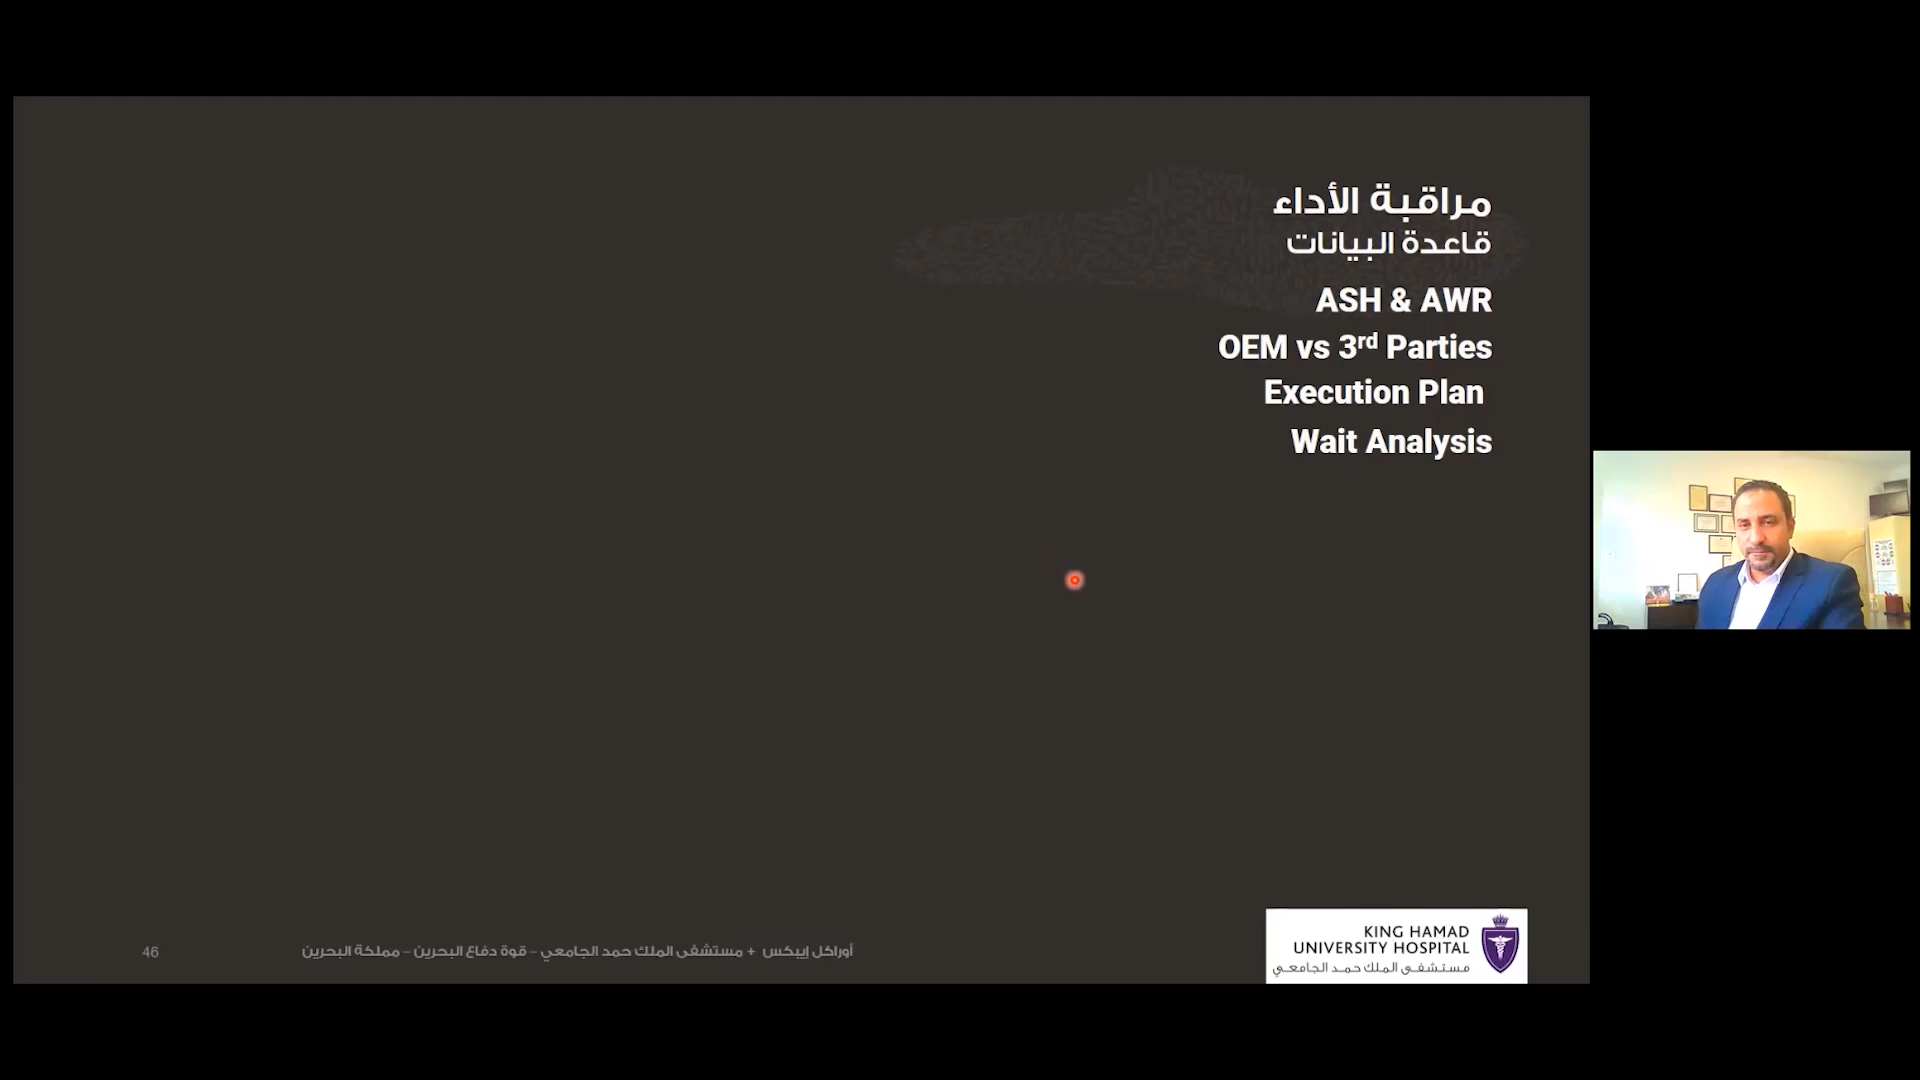 مراقبة الأداء
قاعدة البيانات
ASH & AWR
OEM vs 3rd Parties
Execution Plan
Wait Analysis
KING HAMAD
UNIVERSITY HOSPITAL
مستشفى الملك حمد الجامعي
أوراكل إيبكس + مستشفى الملك حمد الجامعي – قوة دفاع البحرين – مملكة البحرين
46